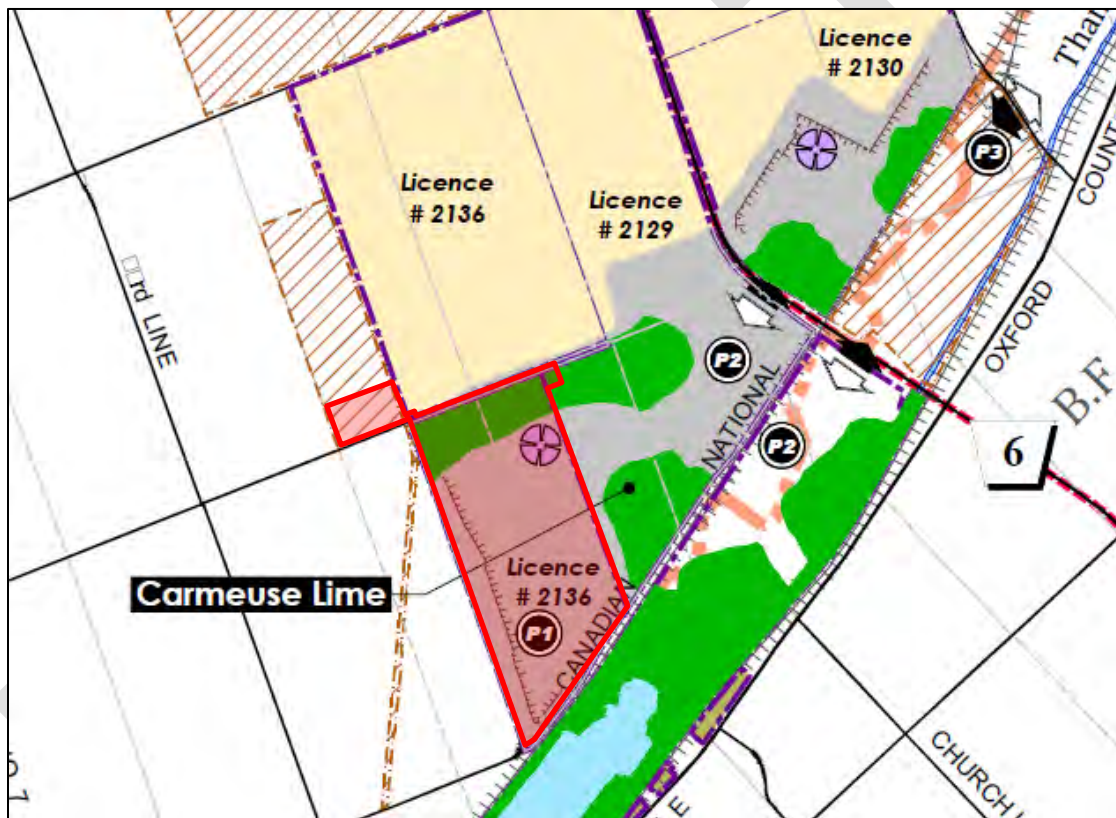 Licence
# 2130
Licence
# 2136
Licence
# 2129
P3
COUNT
OXFORD
rd LINE
P2
NATIONAL
P2
B.F
6
Carmeuse Lime
Licence
# 2136
P1
CANADIAN
CHURCH
E